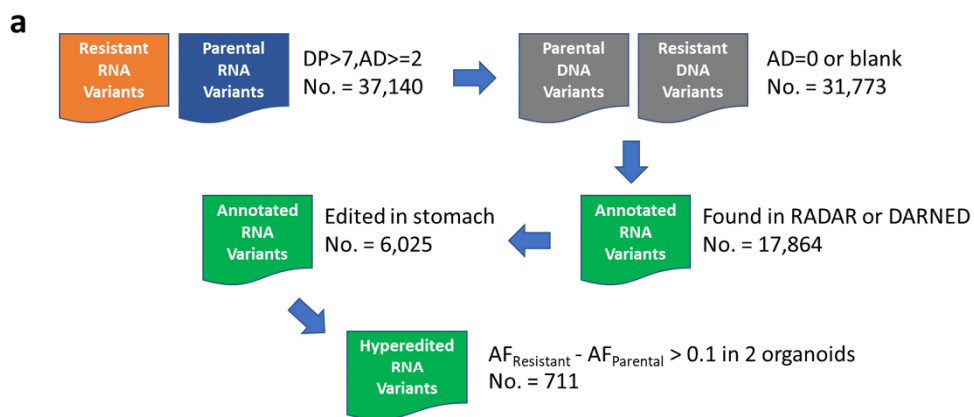 a
Resistant
RNA
Variants
Parental
RNA
Variants
DP>7,AD>=2
No. = 37,140
Parental
DNA
Variants
Resistant
DNA
Variants
AD=0 or blank
No. = 31,773
Annotated
RNA
Variants
Edited in stomach
No. = 6,025
Annotated
RNA
Variants
Found in RADAR or DARNED
No. = 17,864
Hyperedited
RNA
Variants
AFResistant - AFParental > 0.1 in 2 organoids
No. = 711